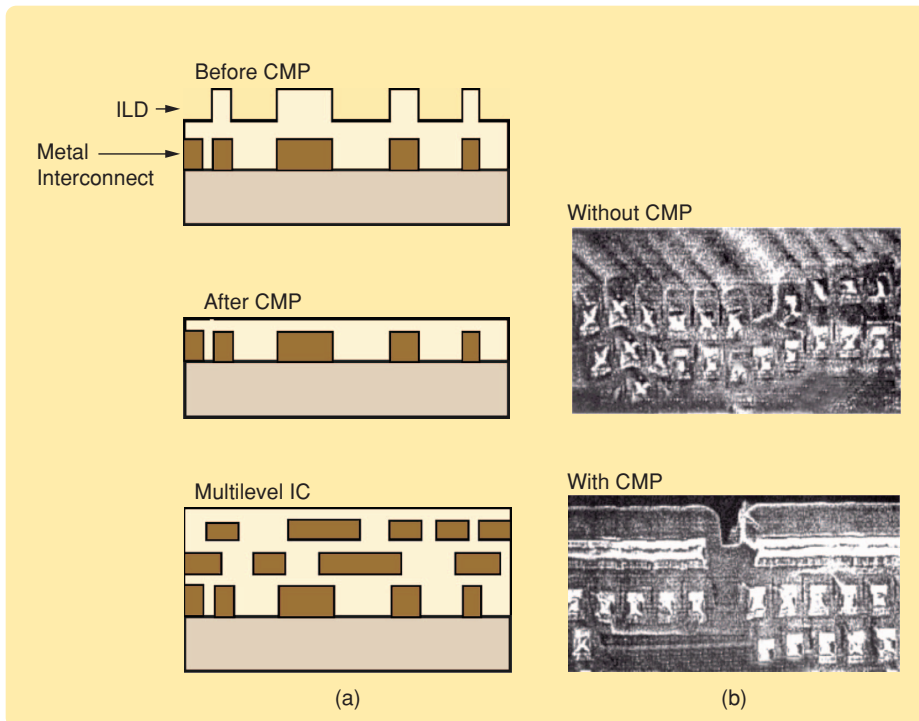 Before CMP
ILD
Metal
Interconnect
After CMP
Multilevel IC
(a)
Without CMP
With CMP
(b)